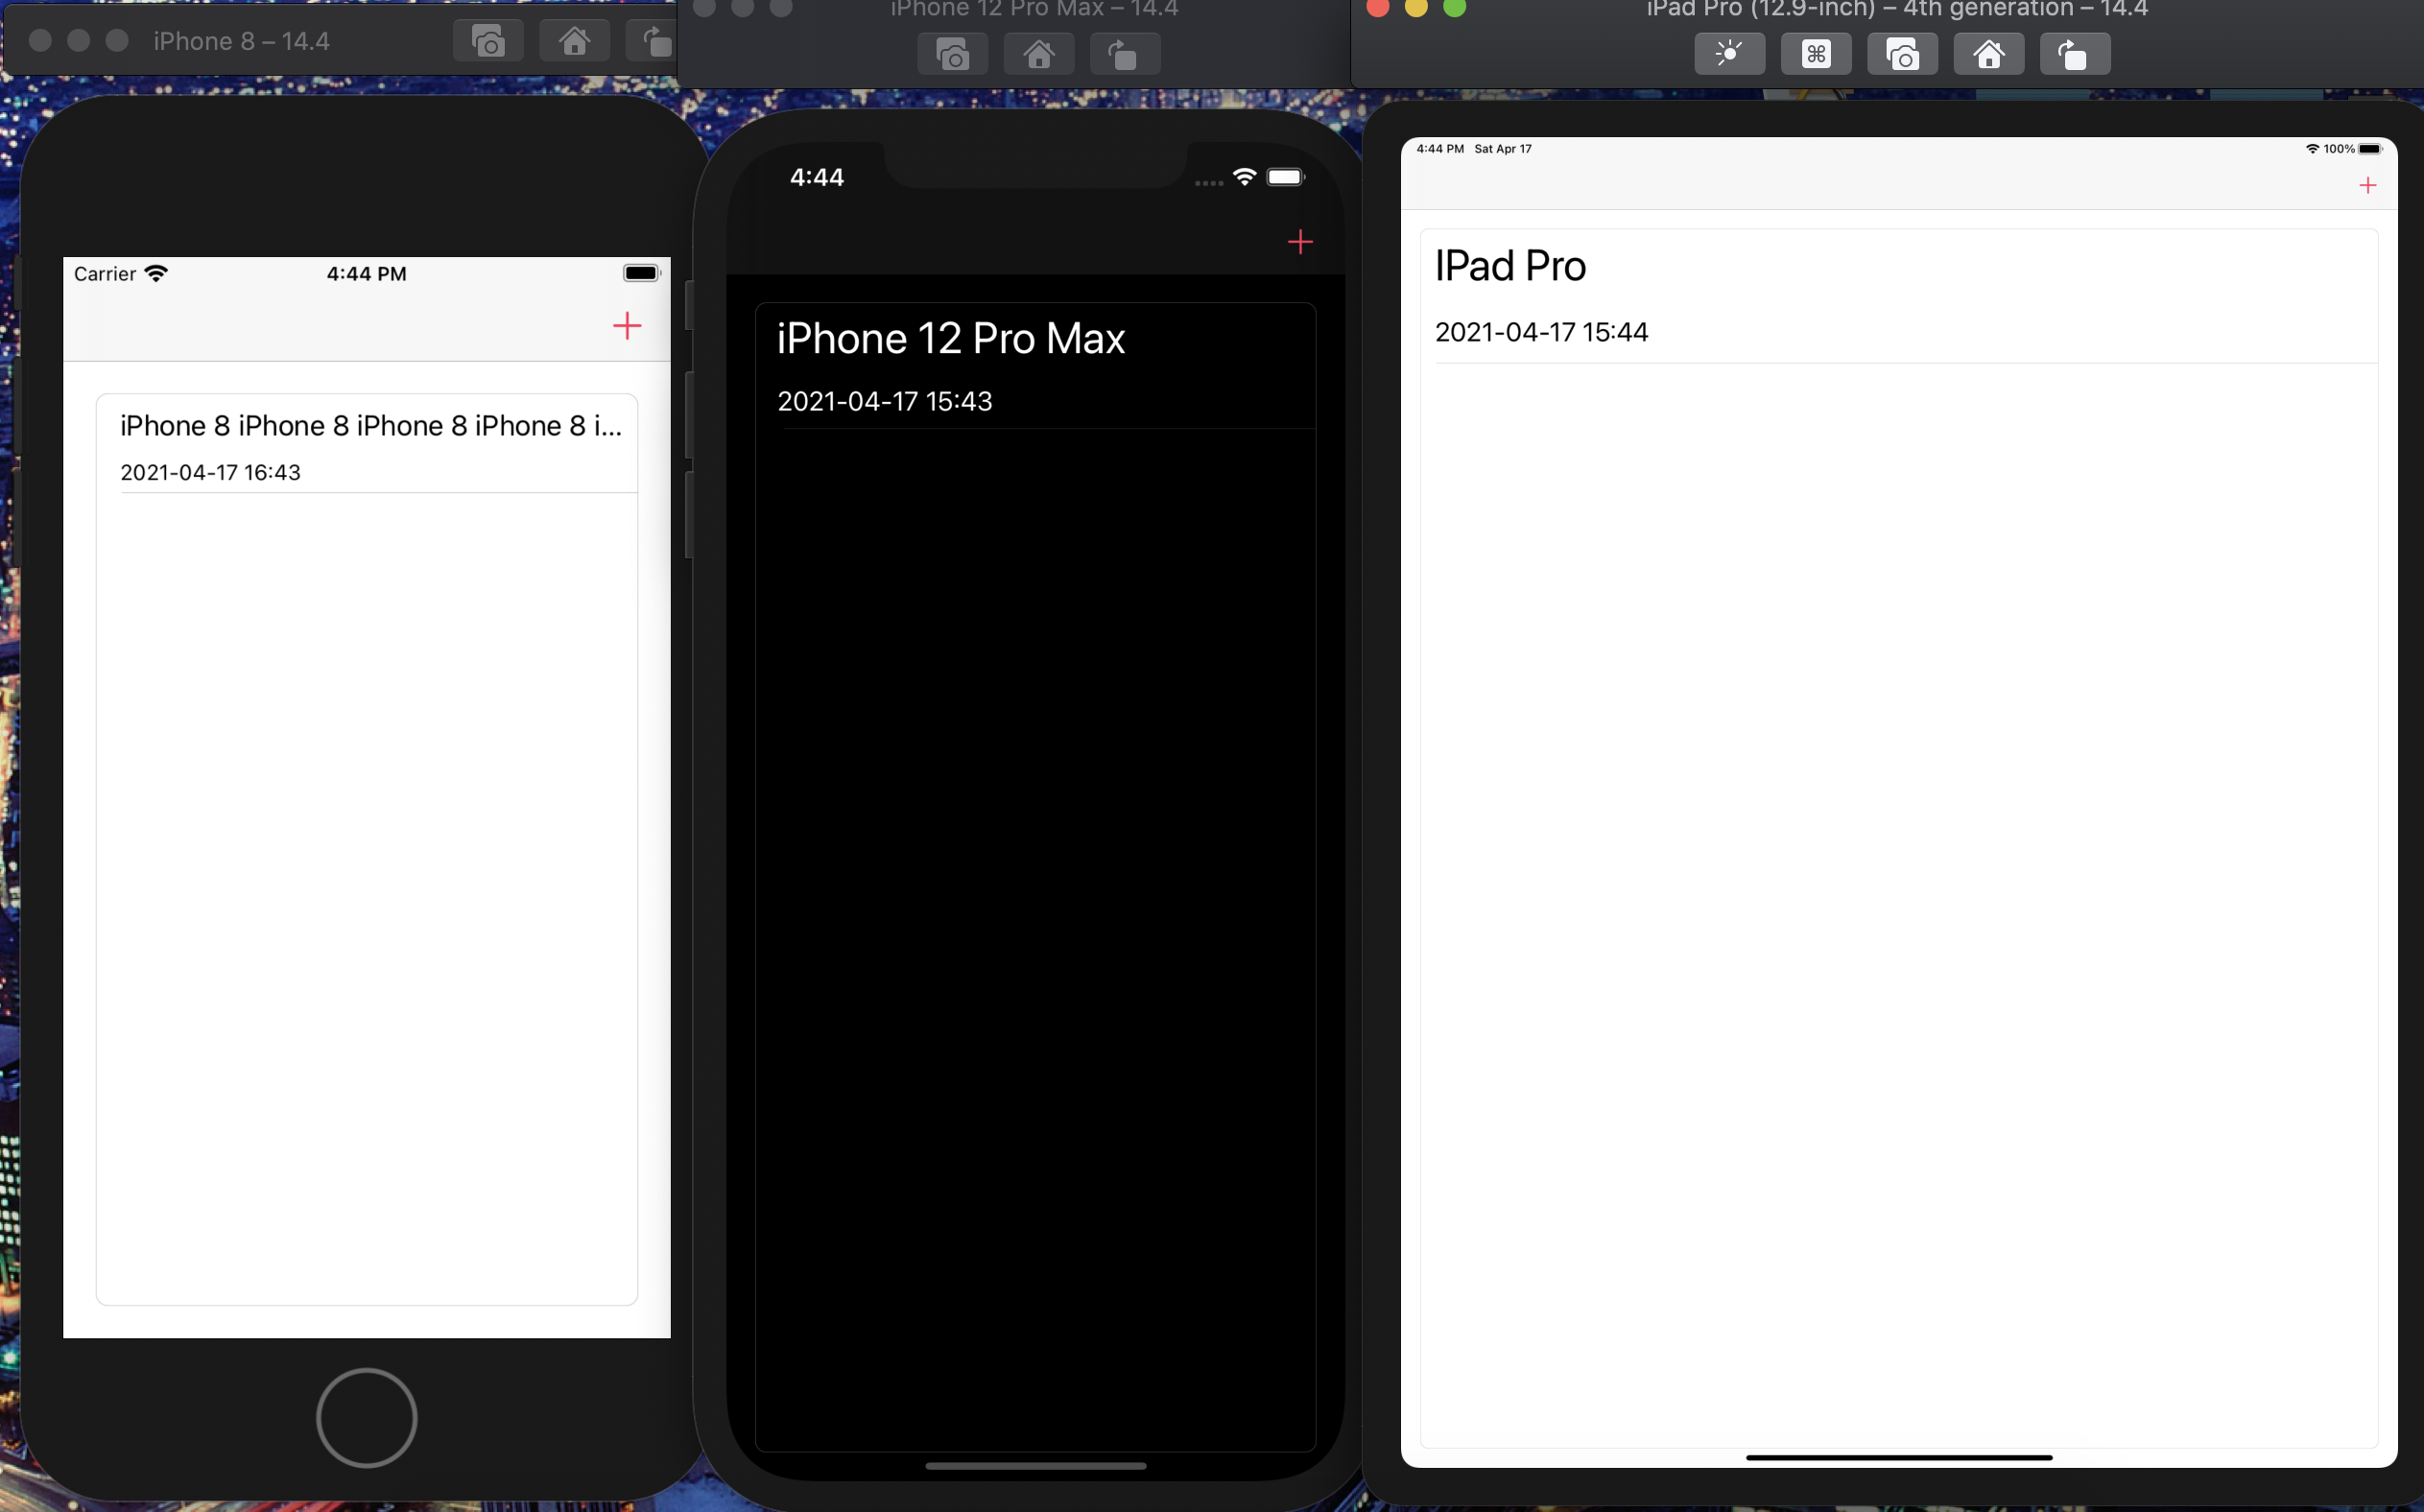 iPhone 8 – 14.4
Carrier
4:44 PM
iPhone 8 iPhone 8 iPhone 8 iPhone 8 i...
2021-04-17 16:43
iPhone 12 Pro Max – 14.4
4:44
iPhone 12 Pro Max
2021-04-17 15:43
iPad Pro (12.9-inch) – 4th generation – 14.4
4:44 PM Sat Apr 17
100%
IPad Pro
2021-04-17 15:44